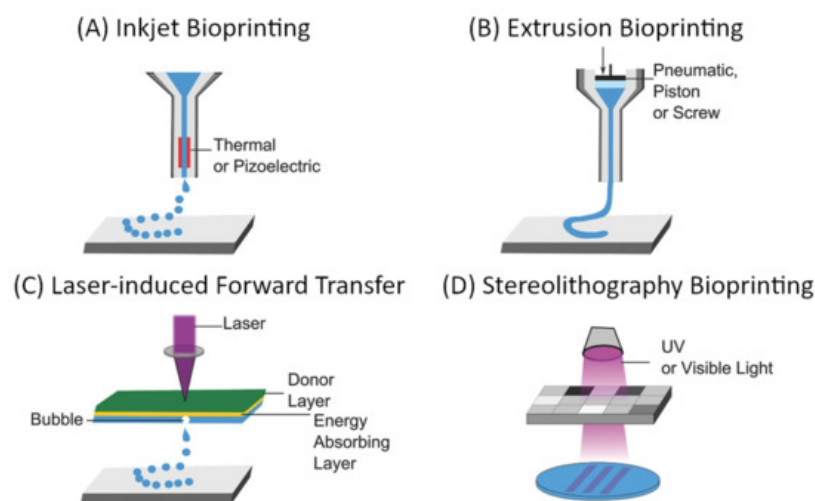 (A) Inkjet Bioprinting
Thermal
or Pizoelectric
(B) Extrusion Bioprinting
Pneumatic,
Piston
or Screw
(C) Laser-induced Forward Transfer
Laser
Donor
Layer
Bubble
Energy
Absorbing
Layer
(D) Stereolithography Bioprinting
UV
or Visible Light